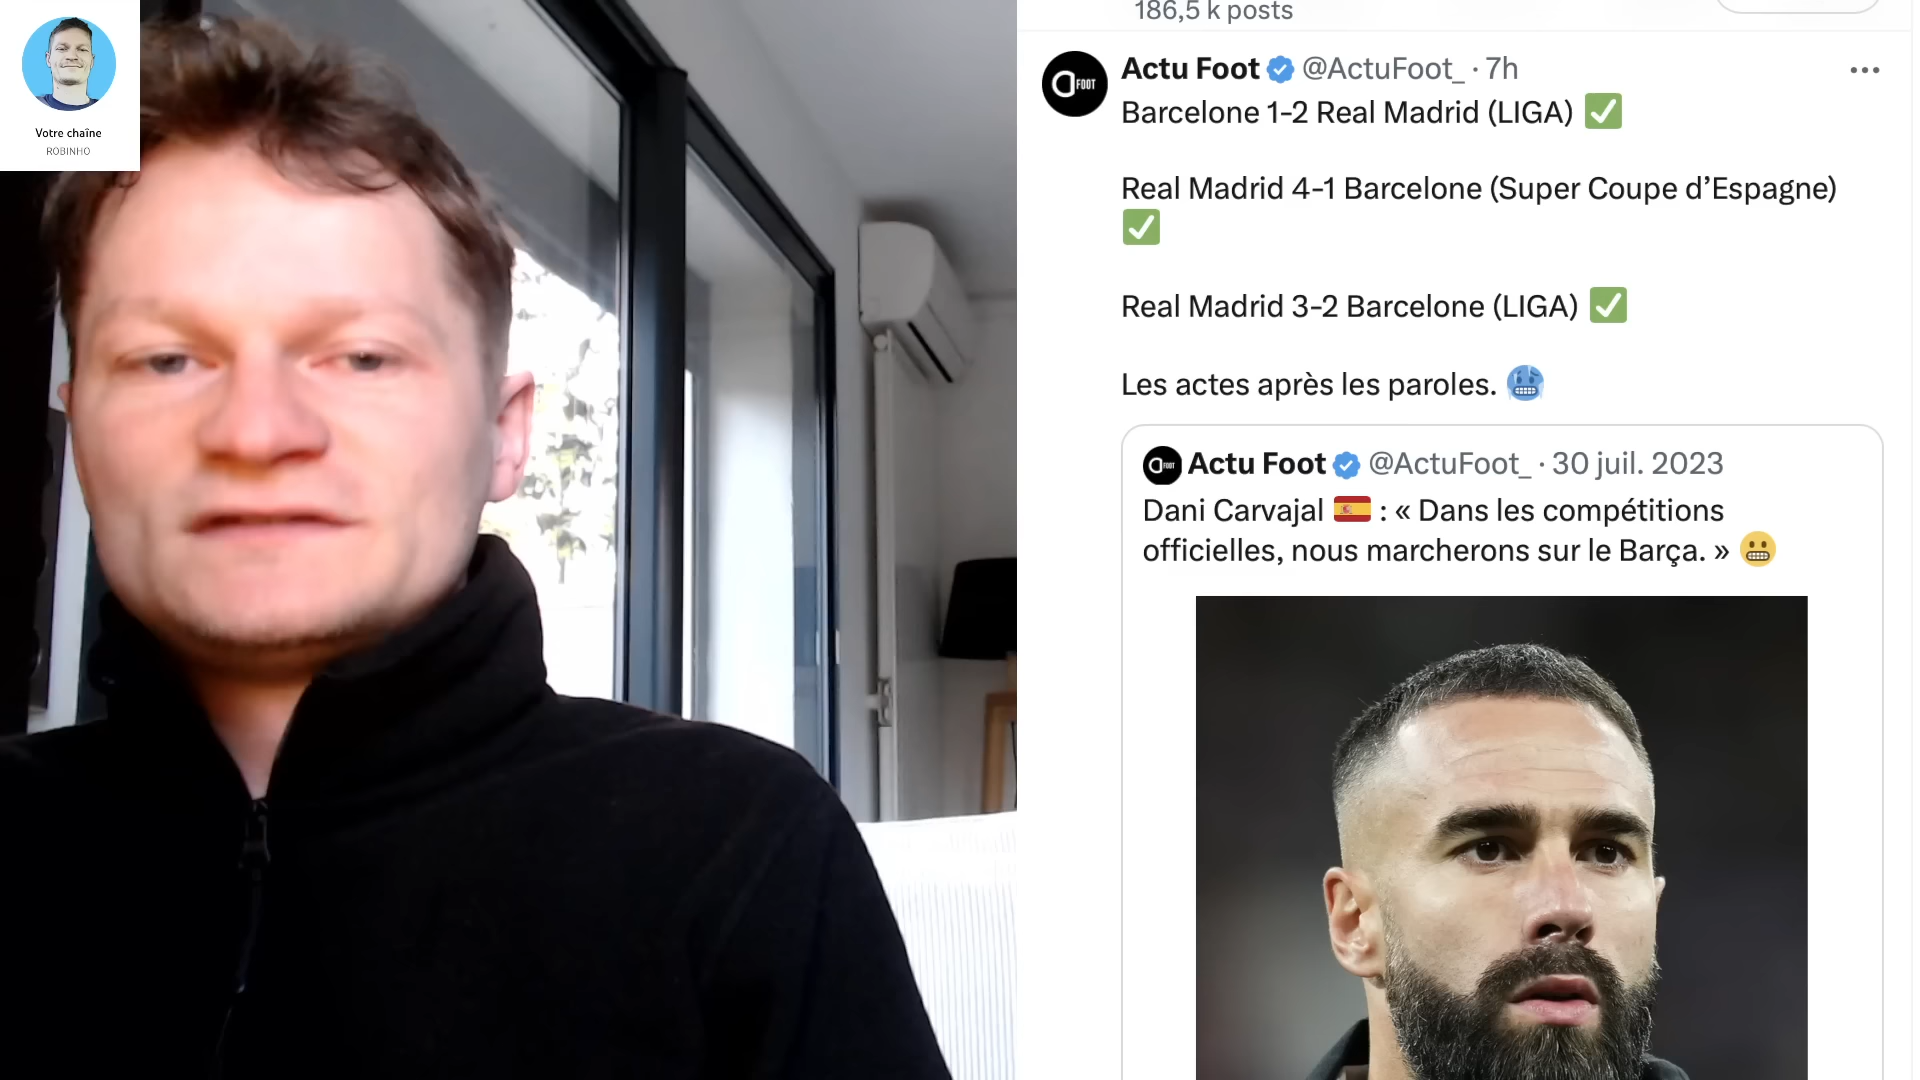 Votre chaîne
ROBINHO
186,5 k posts
Actu Foot @ActuFoot_ · 7h
Barcelone 1-2 Real Madrid (LIGA) ✅
Real Madrid 4-1 Barcelone (Super Coupe d’Espagne)
✅
Real Madrid 3-2 Barcelone (LIGA) ✅
Les actes après les paroles. 🥶
Actu Foot @ActuFoot_ · 30 juil. 2023
Dani Carvajal 🇪🇸 : « Dans les compétitions
officielles, nous marcherons sur le Barça. » 😬
FOOT